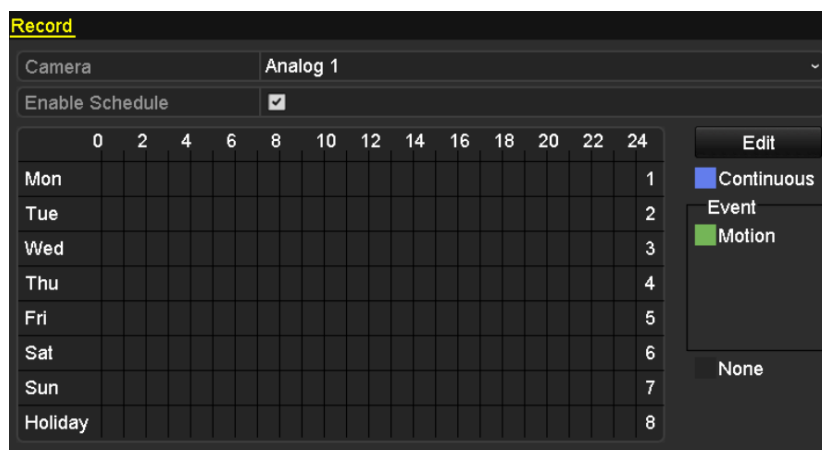 Record
Camera Analog 1
Enable Schedule
0 2 4 6 8 10 12 14 16 18 20 22 24 Edit
Mon 1 Continuous
Tue 2 Event
Wed 3 Motion
Thu 4
Fri 5
Sat 6 None
Sun 7
Holiday 8